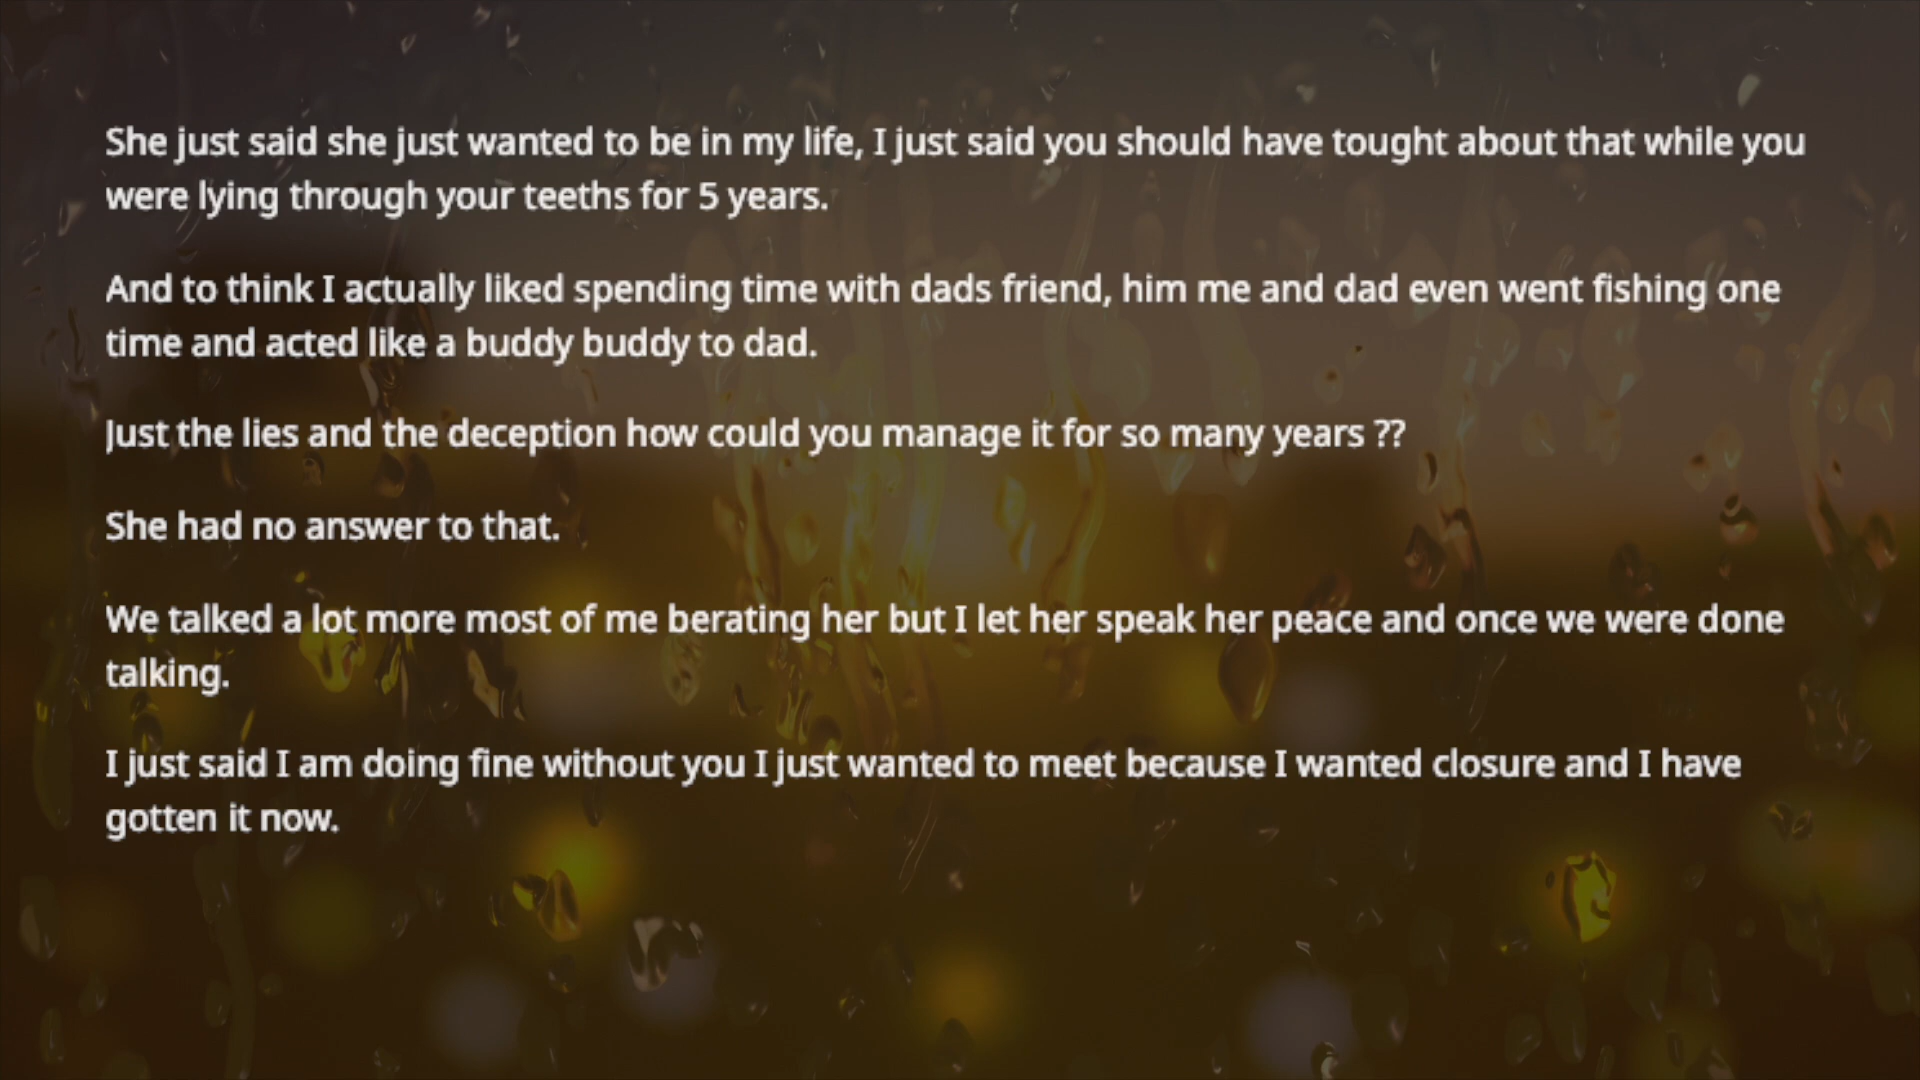 She just said she just wanted to be in my life, I just said you should have tought about that while you
were lying through your teeths for 5 years.
And to think I actually liked spending time with dads friend, him me and dad even went fishing one
time and acted like a buddy buddy to dad.
Just the lies and the deception how could you manage it for so many years ??
She had no answer to that.
We talked a lot more most of me berating her but I let her speak her peace and once we were done
talking.
I just said I am doing fine without you I just wanted to meet because I wanted closure and I have
gotten it now.